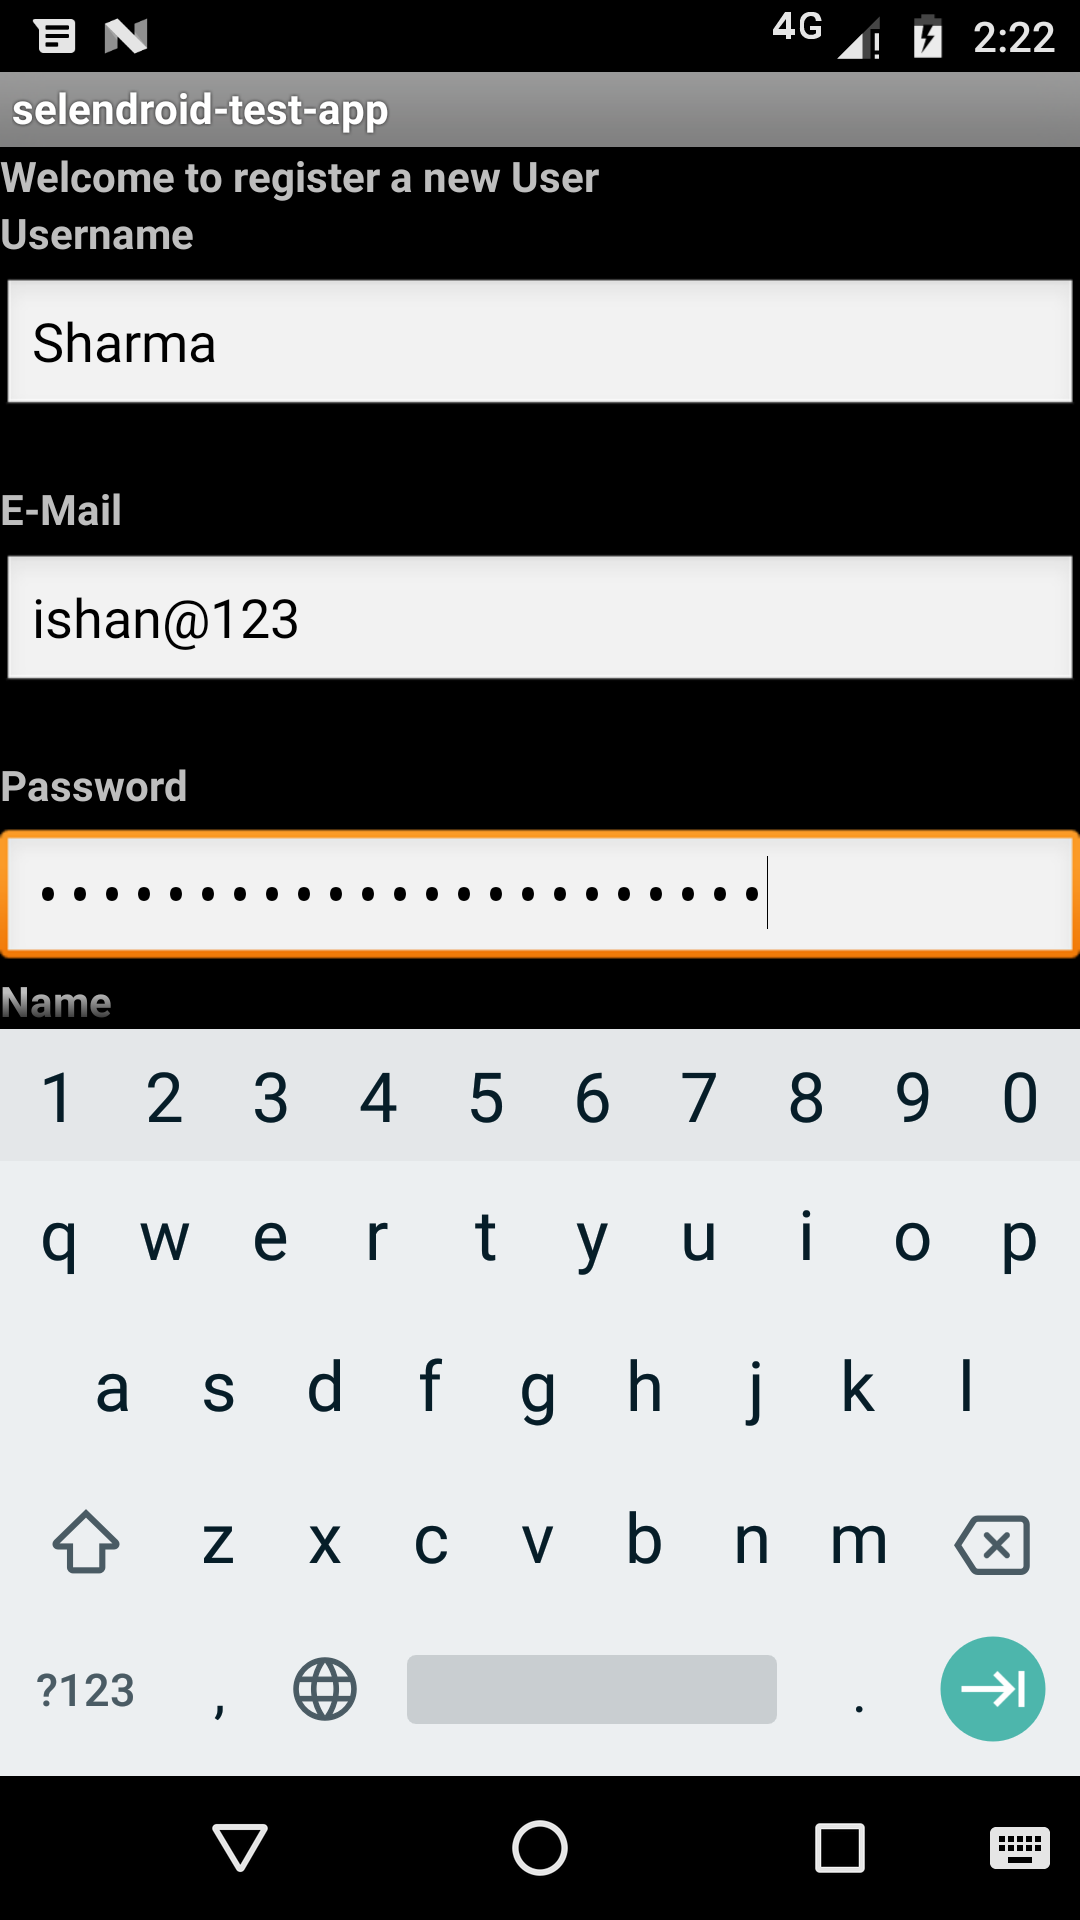 4G 2:22
selendroid-test-app
Welcome to register a new User
Username
Sharma
E-Mail
ishan@123
Password
•••••••••••••••••••••••
Name
1 2 3 4 5 6 7 8 9 0
q w e r t y u i o p
a s d f g h j k l
z x c v b n m
?123 , .